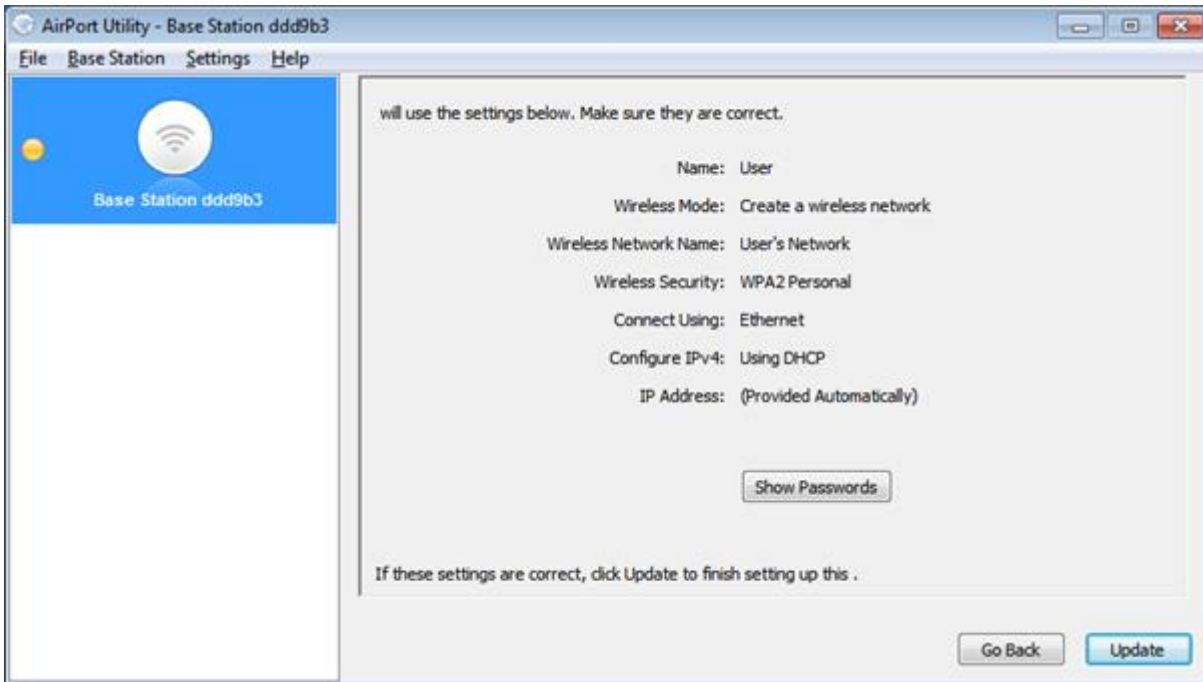 AirPort Utility - Base Station ddd9b3
File Base Station Settings Help
Base Station ddd9b3
will use the settings below. Make sure they are correct.
Name: User
Wireless Mode: Create a wireless network
Wireless Network Name: User's Network
Wireless Security: WPA2 Personal
Connect Using: Ethernet
Configure IPv4: Using DHCP
IP Address: (Provided Automatically)
Show Passwords
If these settings are correct, click Update to finish setting up this .
Go Back Update